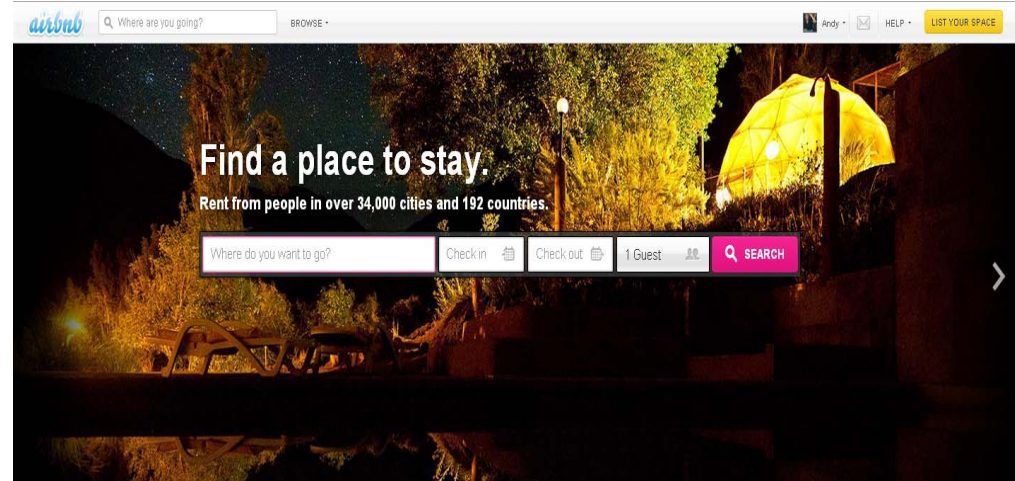 airbnb
Where are you going?
BROWSE
Andy
HELP
LIST YOUR SPACE
Find a place to stay.
Rent from people in over 34,000 cities and 192 countries.
Where do you want to go?
Check in
Check out
1 Guest
SEARCH